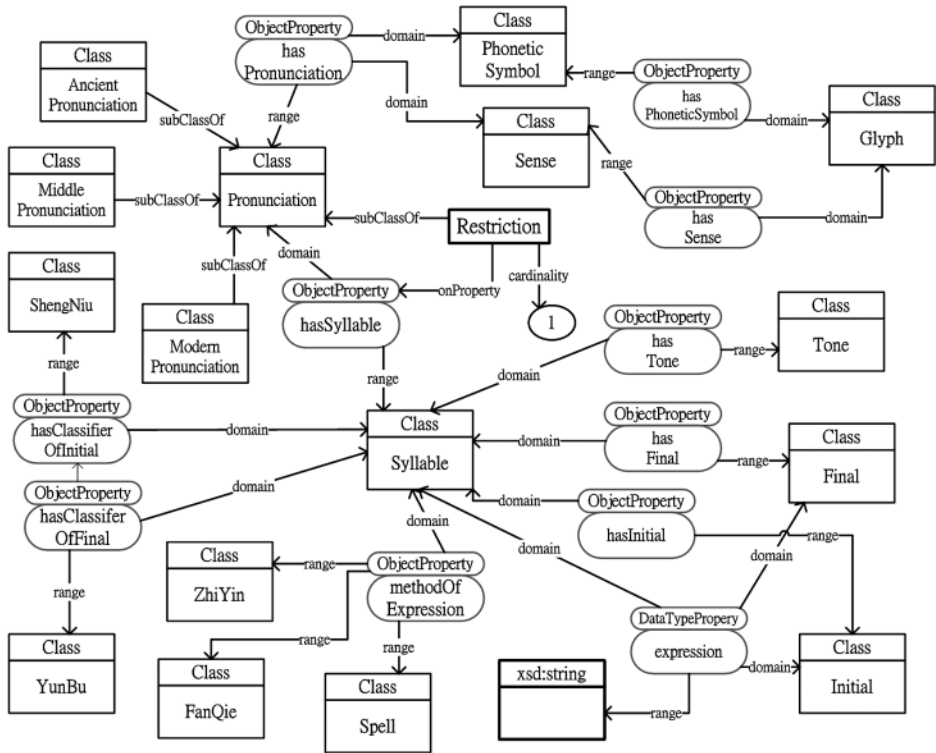 ObjectProperty
has
Pronunciation
domain
Class
Phonetic
Symbol
Class
Ancient
Pronunciation
range
ObjectProperty
has
PhoneticSymbol
domain
Class
Glyph
domain
range
subClassOf
Class
Sense
range
Class
Middle
Pronunciation
subClassOf
Class
Pronunciation
ObjectProperty
has
Sense
domain
subClassOf
Restriction
domain
subClassOf
cardinality
onProperty
Class
ShengNiu
ObjectProperty
hasSyllable
1
Class
Modern
Pronunciation
ObjectProperty
has
Tone
range
Class
Tone
range
range
domain
ObjectProperty
hasClassifier
OfInitial
domain
Class
Syllable
domain
ObjectProperty
has
Final
range
Class
Final
ObjectProperty
hasClassifer
OfFinal
domain
domain
ObjectProperty
hasInitial
domain
domain
domain
range
range
Class
ZhiYin
range
ObjectProperty
methodOf
Expression
range
range
Class
YunBu
Class
FanQie
Class
Spell
DataTypePropery
expression
domain
Class
Initial
xsd:string
range